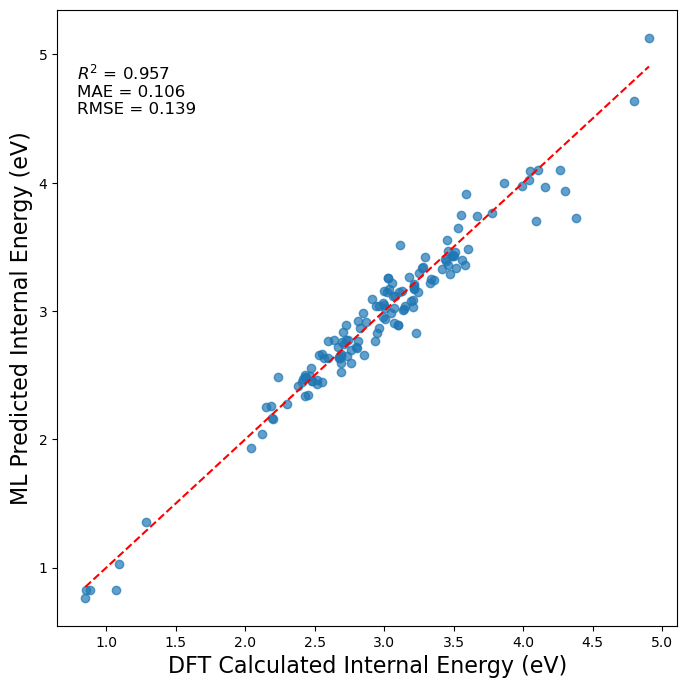 R² = 0.957
MAE = 0.106
RMSE = 0.139
ML Predicted Internal Energy (eV)
5
4
3
2
1
1.0 1.5 2.0 2.5 3.0 3.5 4.0 4.5 5.0
DFT Calculated Internal Energy (eV)